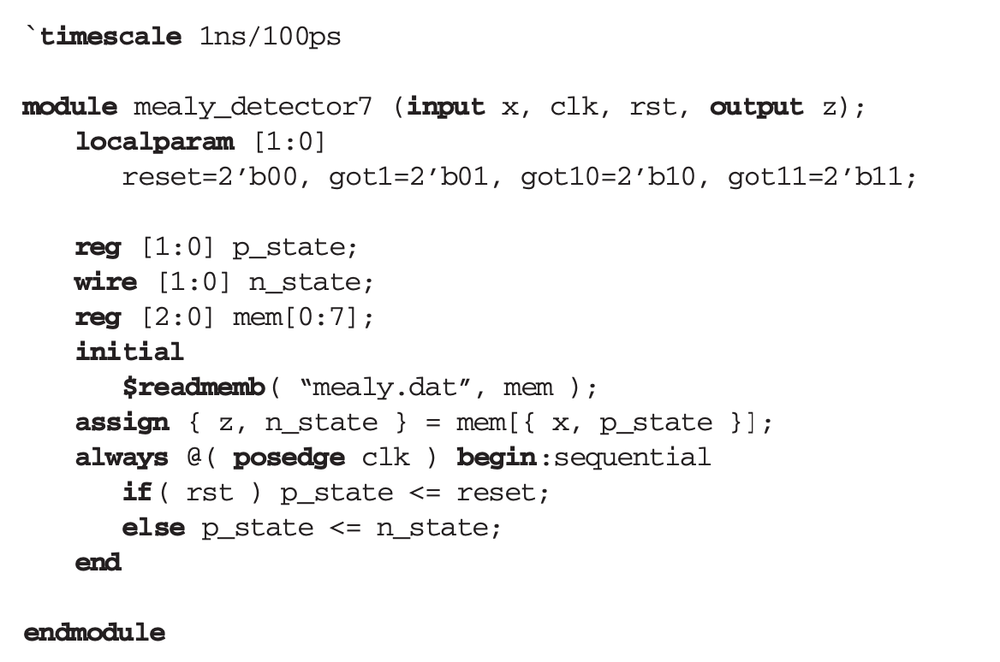 `timescale 1ns/100ps
module mealy_detector7 (input x, clk, rst, output z);
localparam [1:0]
reset=2’b00, got1=2’b01, got10=2’b10, got11=2’b11;
reg [1:0] p_state;
wire [1:0] n_state;
reg [2:0] mem[0:7];
initial
$readmemb( “mealy.dat”, mem );
assign { z, n_state } = mem[{ x, p_state }];
always @( posedge clk ) begin:sequential
if( rst ) p_state <= reset;
else p_state <= n_state;
end
endmodule